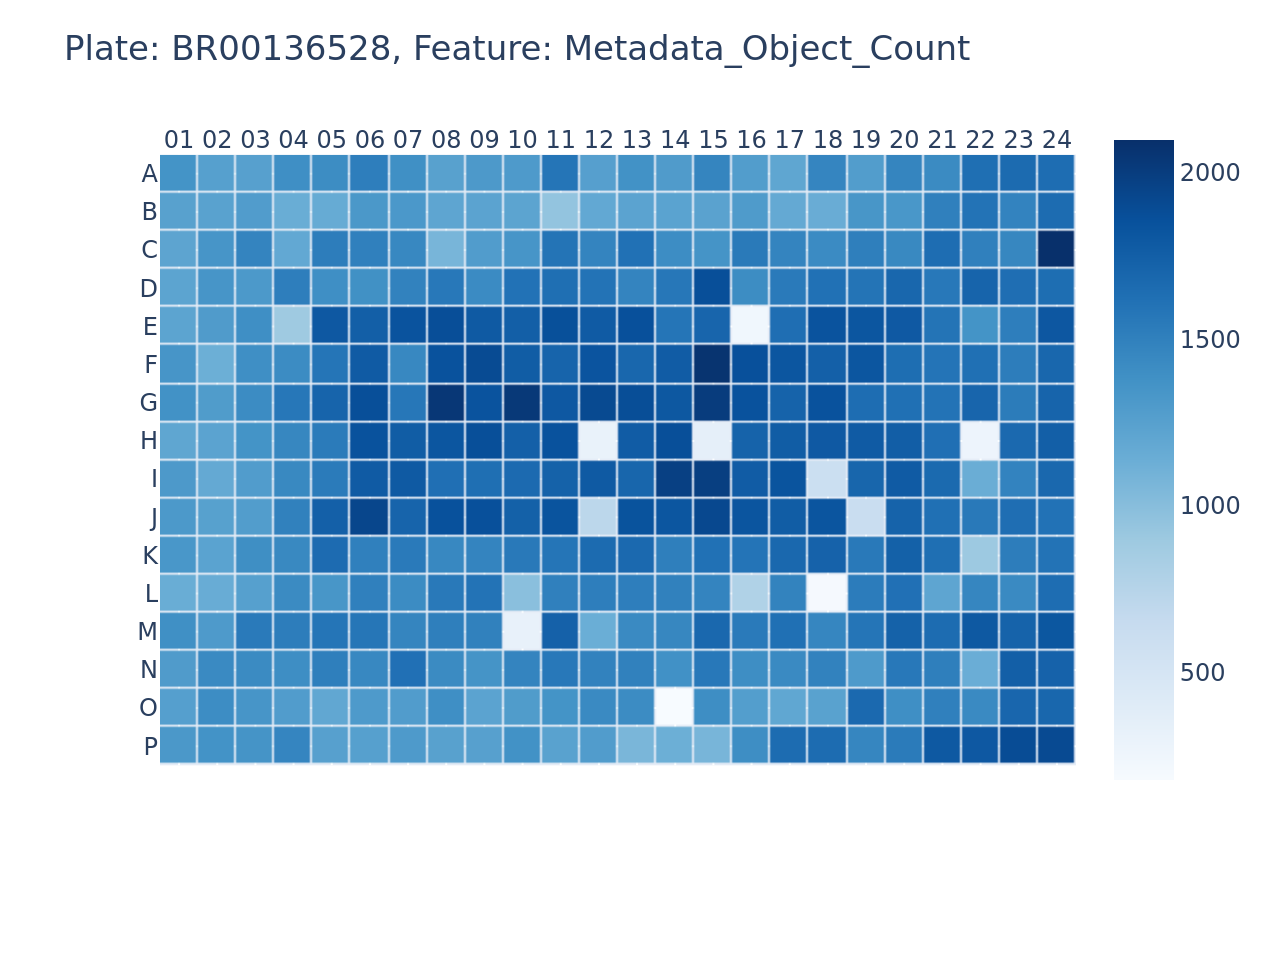 Plate: BR00136528, Feature: Metadata_Object_Count
01 02 03 04 05 06 07 08 09 10 11 12 13 14 15 16 17 18 19 20 21 22 23 24
A
B
C
D
E
F
G
H
I
J
K
L
M
N
O
P
2000
1500
1000
500